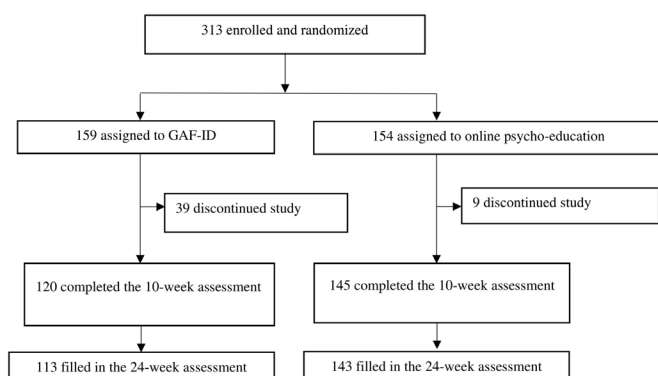 313 enrolled and randomized
159 assigned to GAF-ID
154 assigned to online psycho-education
39 discontinued study
9 discontinued study
120 completed the 10-week assessment
145 completed the 10-week assessment
113 filled in the 24-week assessment
143 filled in the 24-week assessment